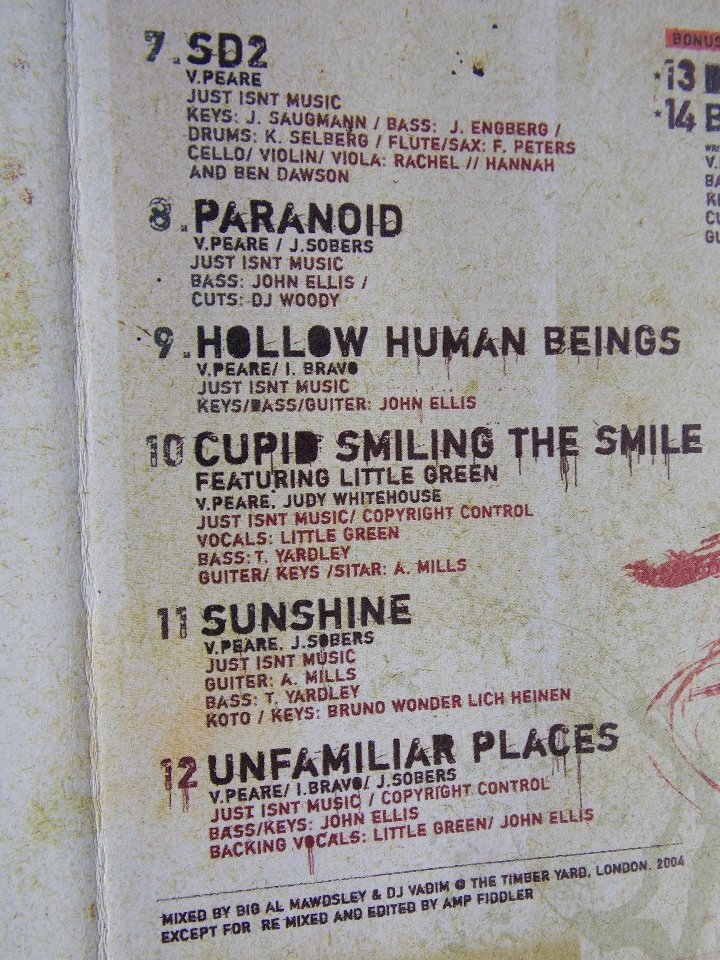 7. SD2
V.PEARE
JUST ISNT MUSIC
KEYS: J. SAUGMANN / BASS: J. ENGBERG /
DRUMS: K. SELBERG / FLUTE/SAX: F. PETERS
CELLO/ VIOLIN/ VIOLA: RACHEL // HANNAH
AND BEN DAWSON
8. PARANOID
V.PEARE / J.SOBERS
JUST ISNT MUSIC
BASS: JOHN ELLIS /
CUTS: DJ WOODY
9. HOLLOW HUMAN BEINGS
V.PEARE/ I. BRAVO
JUST ISNT MUSIC
KEYS/BASS/GUITER: JOHN ELLIS
10 CUPID SMILING THE SMILE
FEATURING LITTLE GREEN
V.PEARE. JUDY WHITEHOUSE
JUST ISNT MUSIC/ COPYRIGHT CONTROL
VOCALS: LITTLE GREEN
BASS: T. YARDLEY
GUITER/ KEYS /SITAR: A. MILLS
11 SUNSHINE
V.PEARE. J.SOBERS
JUST ISNT MUSIC
GUITER: A. MILLS
BASS: T. YARDLEY
KOTO / KEYS: BRUNO WONDER LICH HEINEN
12 UNFAMILIAR PLACES
V.PEARE/ I.BRAVO/ J.SOBERS
JUST ISNT MUSIC / COPYRIGHT CONTROL
BASS/KEYS: JOHN ELLIS
BACKING VOCALS: LITTLE GREEN/ JOHN ELLIS
MIXED BY BIG AL MAWDSLEY & DJ VADIM @ THE TIMBER YARD, LONDON. 2004
EXCEPT FOR RE MIXED AND EDITED BY AMP FIDDLER
BONUS
*13
*14 B
V.